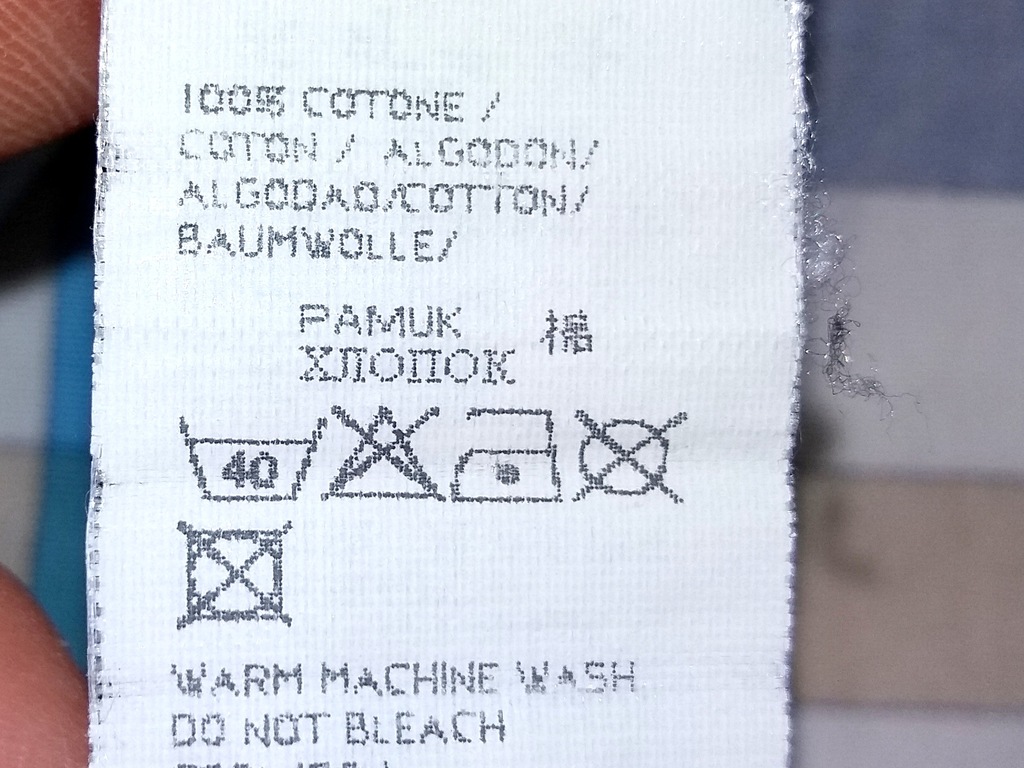 100% COTONE /
COTON / ALGODON/
ALGODAO/COTTON/
BAUMWOLLE/
PAMUK 棉
ХЛОПОК
40
WARM MACHINE WASH
DO NOT BLEACH